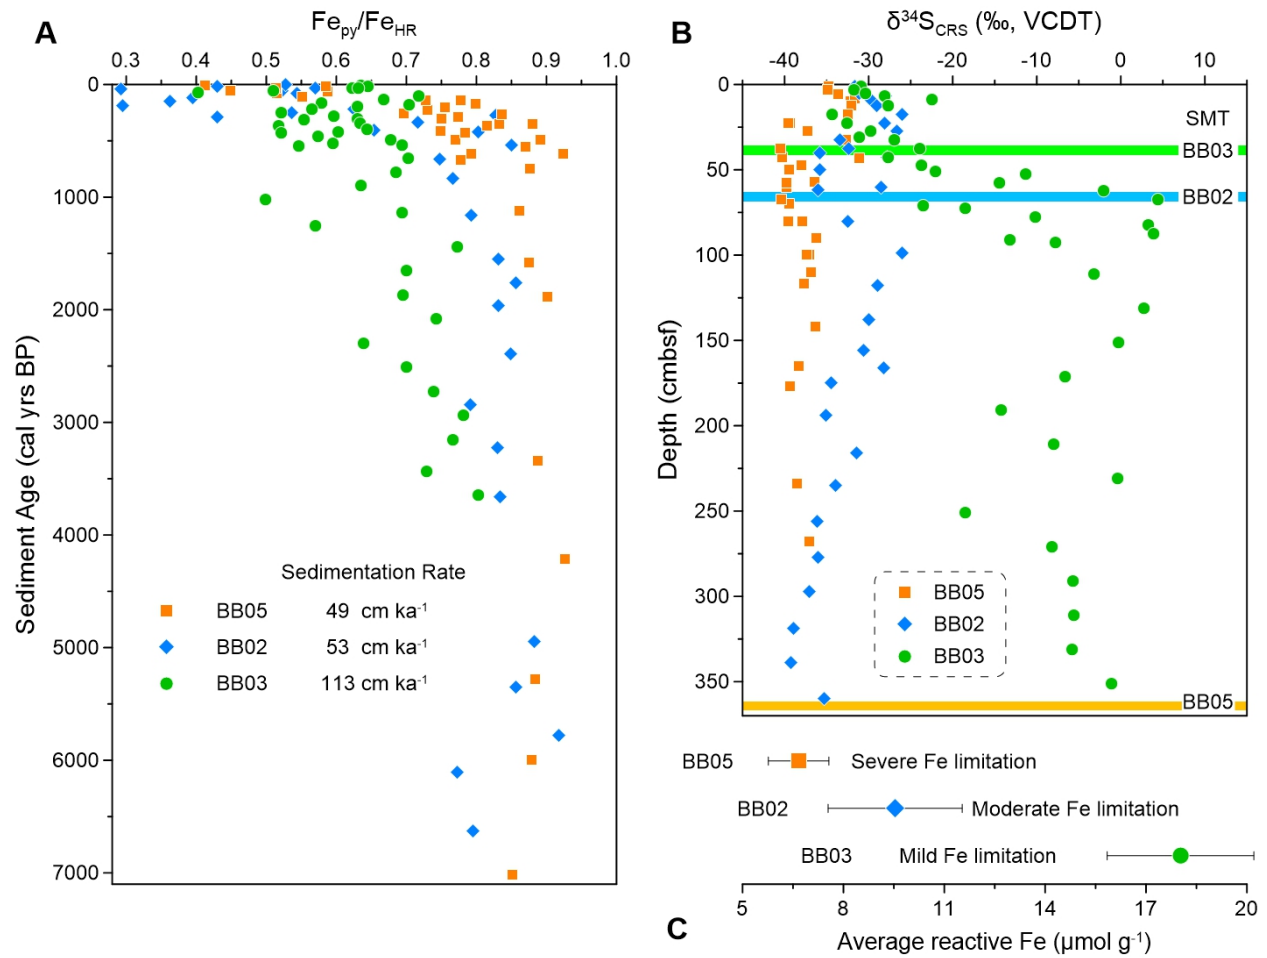 A
Fe_py/Fe_HR
0.3 0.4 0.5 0.6 0.7 0.8 0.9 1.0
0
1000
2000
3000
4000
5000
6000
7000
Sediment Age (cal yrs BP)
Sedimentation Rate
BB05 49 cm ka⁻¹
BB02 53 cm ka⁻¹
BB03 113 cm ka⁻¹
B
δ³⁴S_CRS (‰, VCDT)
-40 -30 -20 -10 0 10
0
50
100
150
200
250
300
350
Depth (cmbsf)
SMT
BB03
BB02
BB05
BB02
BB03
BB05
BB05 Severe Fe limitation
BB02 Moderate Fe limitation
BB03 Mild Fe limitation
5 8 11 14 17 20
C
Average reactive Fe (μmol g⁻¹)